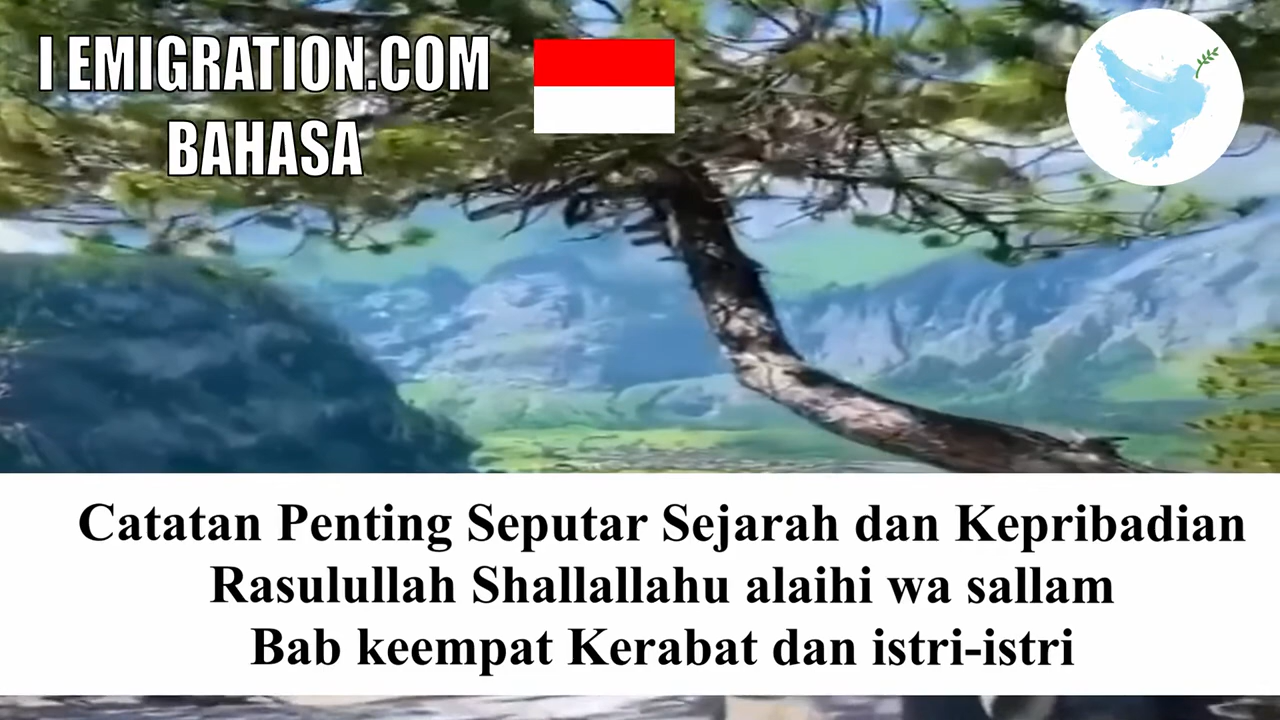 I EMIGRATION.COM
BAHASA
Catatan Penting Seputar Sejarah dan Kepribadian
Rasulullah Shallallahu alaihi wa sallam
Bab keempat Kerabat dan istri-istri